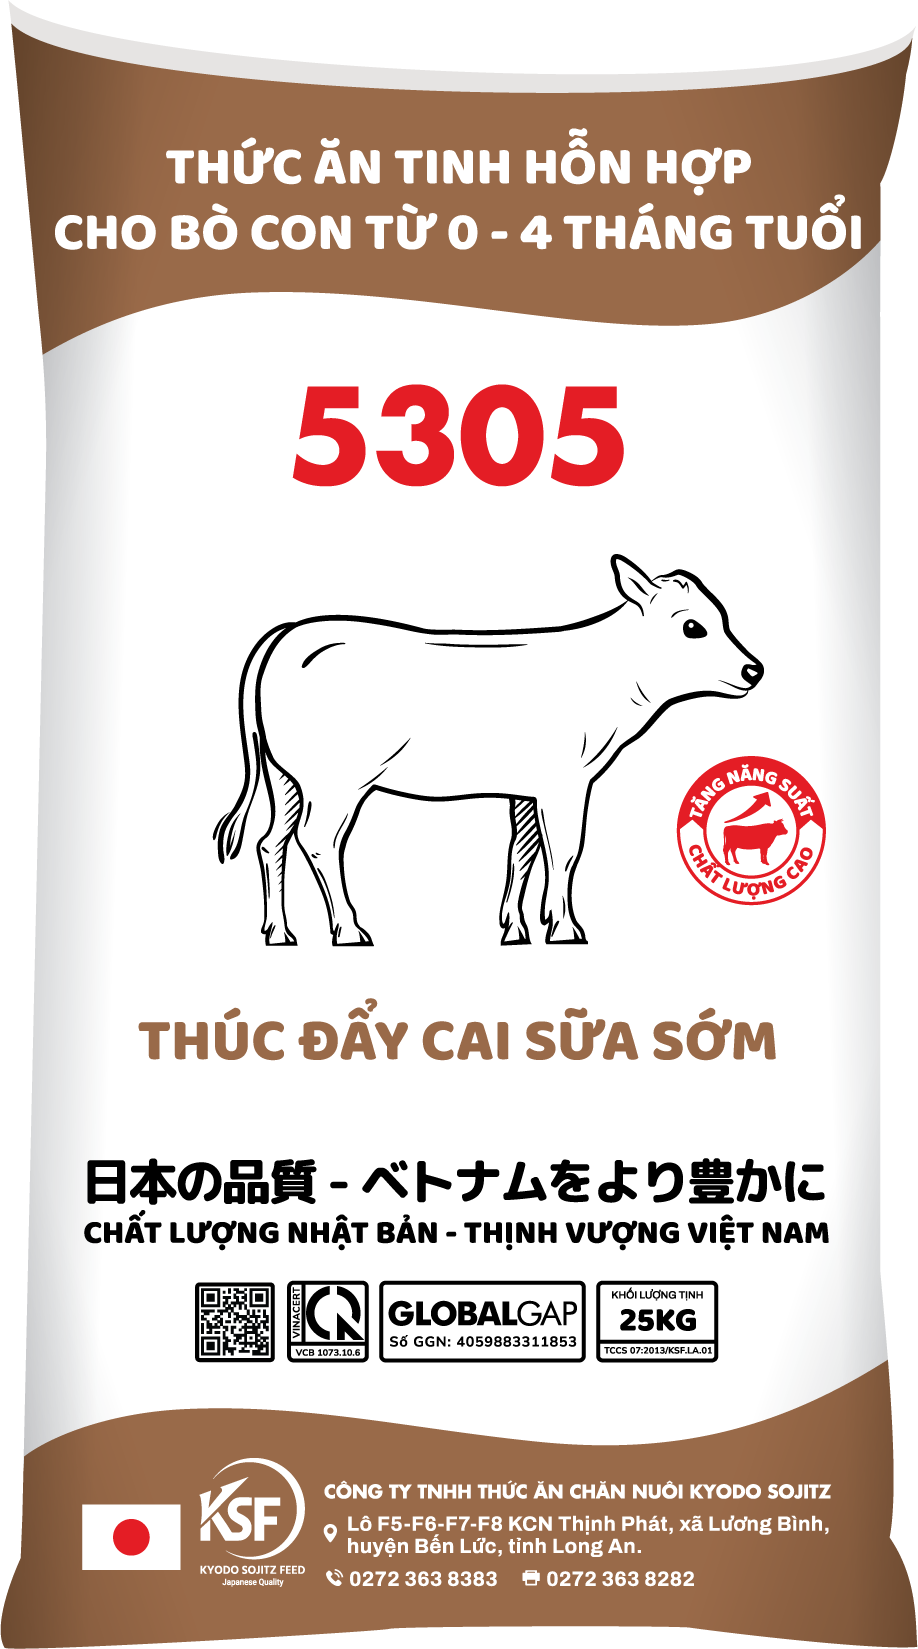 THỨC ĂN TINH HỖN HỢP
CHO BÒ CON TỪ 0 - 4 THÁNG TUỔI
5305
TĂNG NĂNG SUẤT
CHẤT LƯỢNG CAO
THÚC ĐẨY CAI SỮA SỚM
日本の品質 - ベトナムをより豊かに
CHẤT LƯỢNG NHẬT BẢN - THỊNH VƯỢNG VIỆT NAM
VINACERT
VCB 1073.10.6
GLOBALGAP
Số GGN: 4059883311853
KHỐI LƯỢNG TỊNH
25KG
TCCS 07:2013/KSF.LA.01
KSF
KYODO SOJITZ FEED
Japanese Quality
CÔNG TY TNHH THỨC ĂN CHĂN NUÔI KYODO SOJITZ
Lô F5-F6-F7-F8 KCN Thịnh Phát, xã Lương Bình,
huyện Bến Lức, tỉnh Long An.
0272 363 8383 0272 363 8282